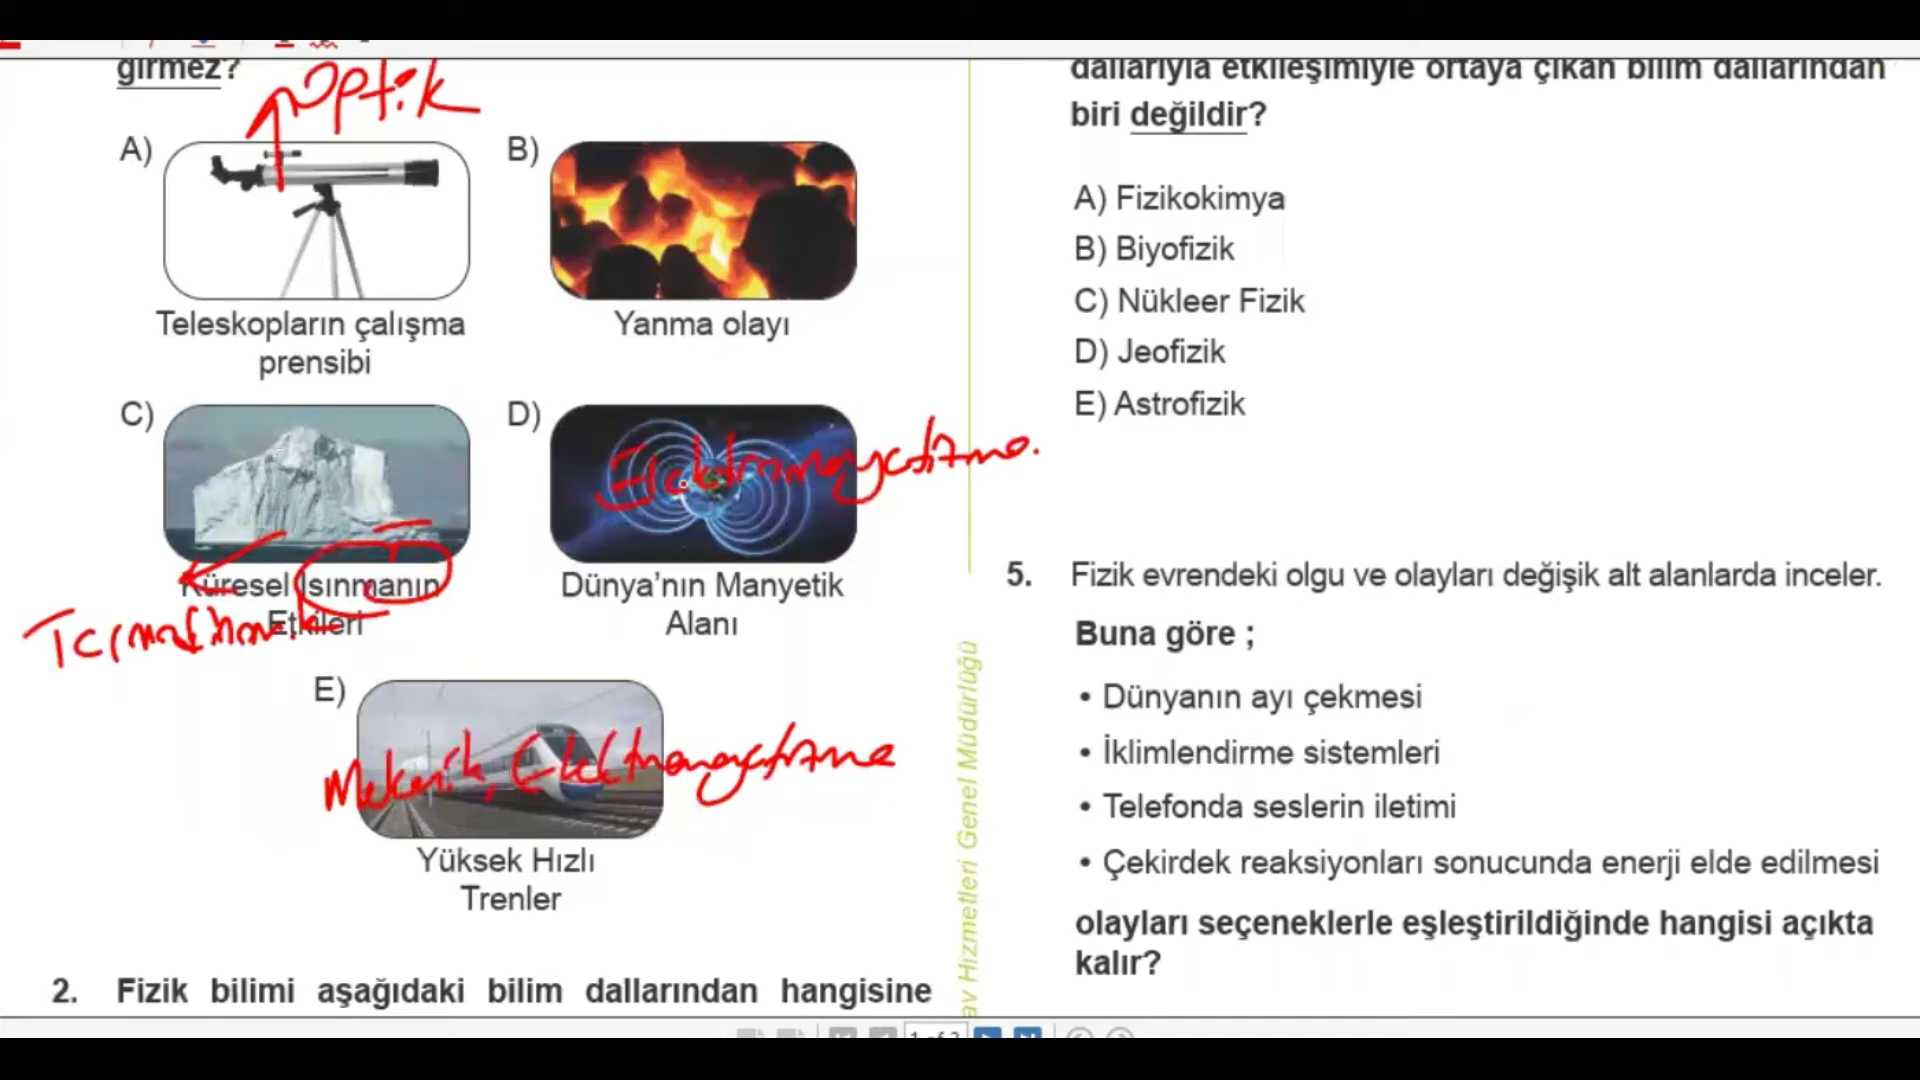 girmez?
Optik
A)
B)
Teleskopların çalışma
prensibi
Yanma olayı
C)
D)
Elektromanyetizma.
Küresel Isınmanın
Etkileri
Dünya’nın Manyetik
Alanı
E)
Mekanik, Elektromanyetizma
Yüksek Hızlı
Trenler
2. Fizik bilimi aşağıdaki bilim dallarından hangisine
dallarıyla etkileşimiyle ortaya çıkan bilim dallarından
biri değildir?
A) Fizikokimya
B) Biyofizik
C) Nükleer Fizik
D) Jeofizik
E) Astrofizik
5. Fizik evrendeki olgu ve olayları değişik alt alanlarda inceler.
Buna göre ;
• Dünyanın ayı çekmesi
• İklimlendirme sistemleri
• Telefonda seslerin iletimi
• Çekirdek reaksiyonları sonucunda enerji elde edilmesi
olayları seçeneklerle eşleştirildiğinde hangisi açıkta
kalır?
av Hizmetleri Genel Müdürlüğü